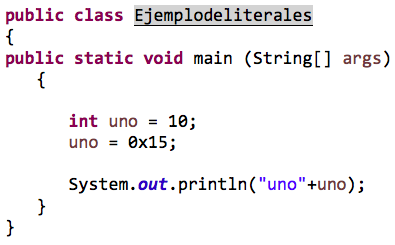 public class Ejemplodeliterales
{
public static void main (String[] args)
{
int uno = 10;
uno = 0x15;
System.out.println("uno"+uno);
}
}